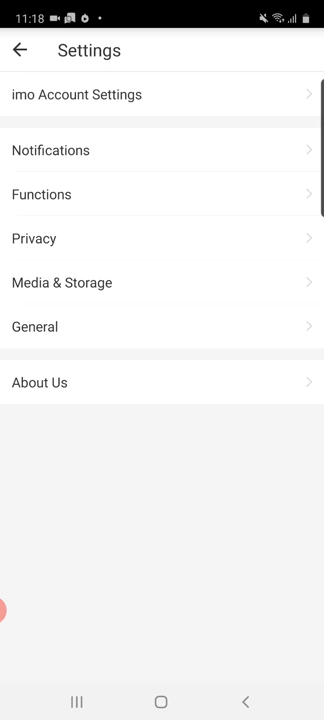 11:18
Settings
imo Account Settings
Notifications
Functions
Privacy
Media & Storage
General
About Us